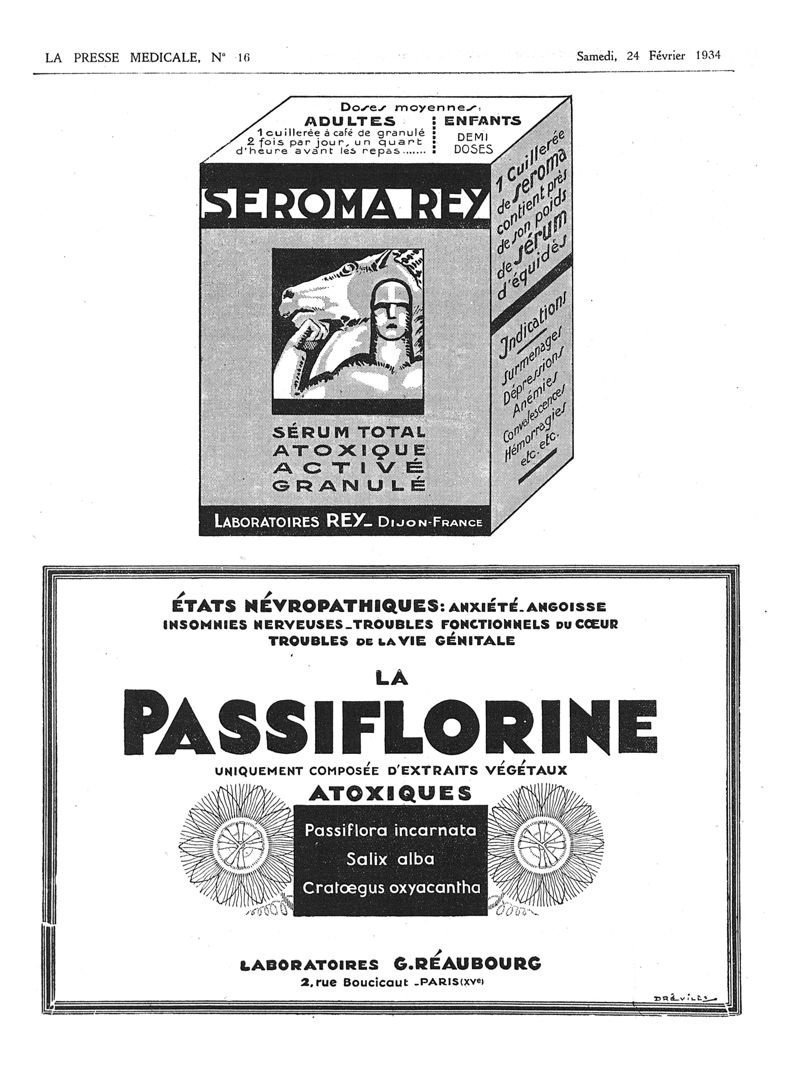 LA PRESSE MEDICALE, N° 16
Samedi, 24 Février 1934
Doses moyennes:
ADULTES
1 cuillerée à café de granulé
2 fois par jour, un quart
d'heure avant les repas.......
ENFANTS
DEMI
DOSES
SEROMA REY
SÉRUM TOTAL
ATOXIQUE
ACTIVÉ
GRANULÉ
LABORATOIRES REY_ DIJON-FRANCE
1 Cuillerée
de seroma
contient près
de son poids
de sérum
d'équidés
Indications
Surmenages
Dépressions
Anémies
Convalescences
Hémorragies
etc. etc.
ÉTATS NÉVROPATHIQUES: ANXIÉTÉ_ANGOISSE
INSOMNIES NERVEUSES_TROUBLES FONCTIONNELS DU CŒUR
TROUBLES DE LA VIE GÉNITALE
LA
PASSIFLORINE
UNIQUEMENT COMPOSÉE D'EXTRAITS VÉGÉTAUX
ATOXIQUES
Passiflora incarnata
Salix alba
Cratœgus oxyacantha
LABORATOIRES G.RÉAUBOURG
2, rue Boucicaut _PARIS (XVe)
DRÉVILLE